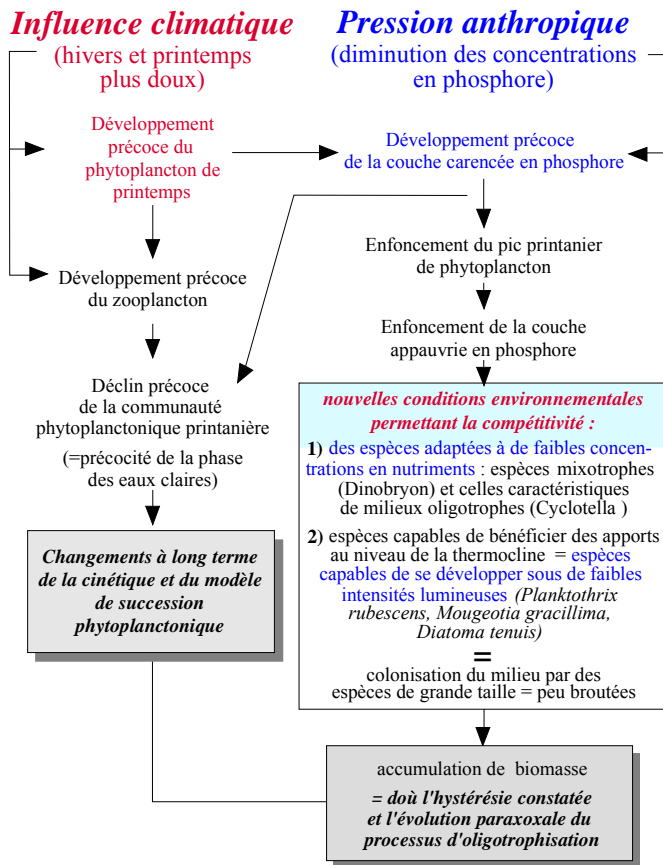 Influence climatique
(hivers et printemps
plus doux)
Développement
précoce du
phytoplancton de
printemps
Développement précoce
du zooplancton
Déclin précoce
de la communauté
phytoplanctonique printanière
(=précocité de la phase
des eaux claires)
Changements à long terme
de la cinétique et du modèle
de succession
phytoplanctonique
Pression anthropique
(diminution des concentrations
en phosphore)
Développement précoce
de la couche carencée en phosphore
Enfoncement du pic printanier
de phytoplancton
Enfoncement de la couche
appauvrie en phosphore
nouvelles conditions environnementales
permettant la compétitivité :
1) des espèces adaptées à de faibles concen-
trations en nutriments : espèces mixotrophes
(Dinobryon) et celles caractéristiques
de milieux oligotrophes (Cyclotella )
2) espèces capables de bénéficier des apports
au niveau de la thermocline = espèces
capables de se développer sous de faibles
intensités lumineuses (Planktothrix
rubescens, Mougeotia gracillima,
Diatoma tenuis)
=
colonisation du milieu par des
espèces de grande taille = peu broutées
accumulation de biomasse
= doù l'hystérésie constatée
et l'évolution paraxoxale du
processus d'oligotrophisation